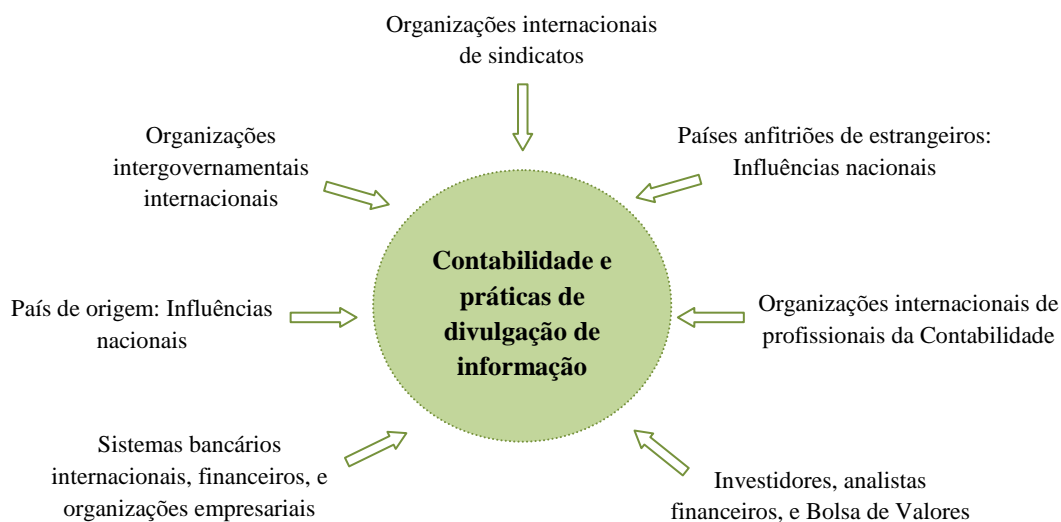 Organizações internacionais
de sindicatos
Organizações
intergovernamentais
internacionais
Países anfitriões de estrangeiros:
Influências nacionais
Contabilidade e
práticas de
divulgação de
informação
País de origem: Influências
nacionais
Organizações internacionais de
profissionais da Contabilidade
Sistemas bancários
internacionais, financeiros, e
organizações empresariais
Investidores, analistas
financeiros, e Bolsa de Valores